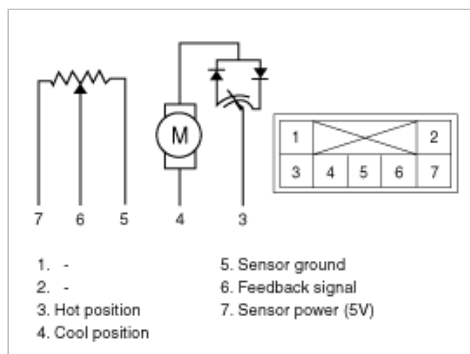 M
1 2
3 4 5 6 7
7 6 5 4 3
1. -
2. -
3. Hot position
4. Cool position
5. Sensor ground
6. Feedback signal
7. Sensor power (5V)